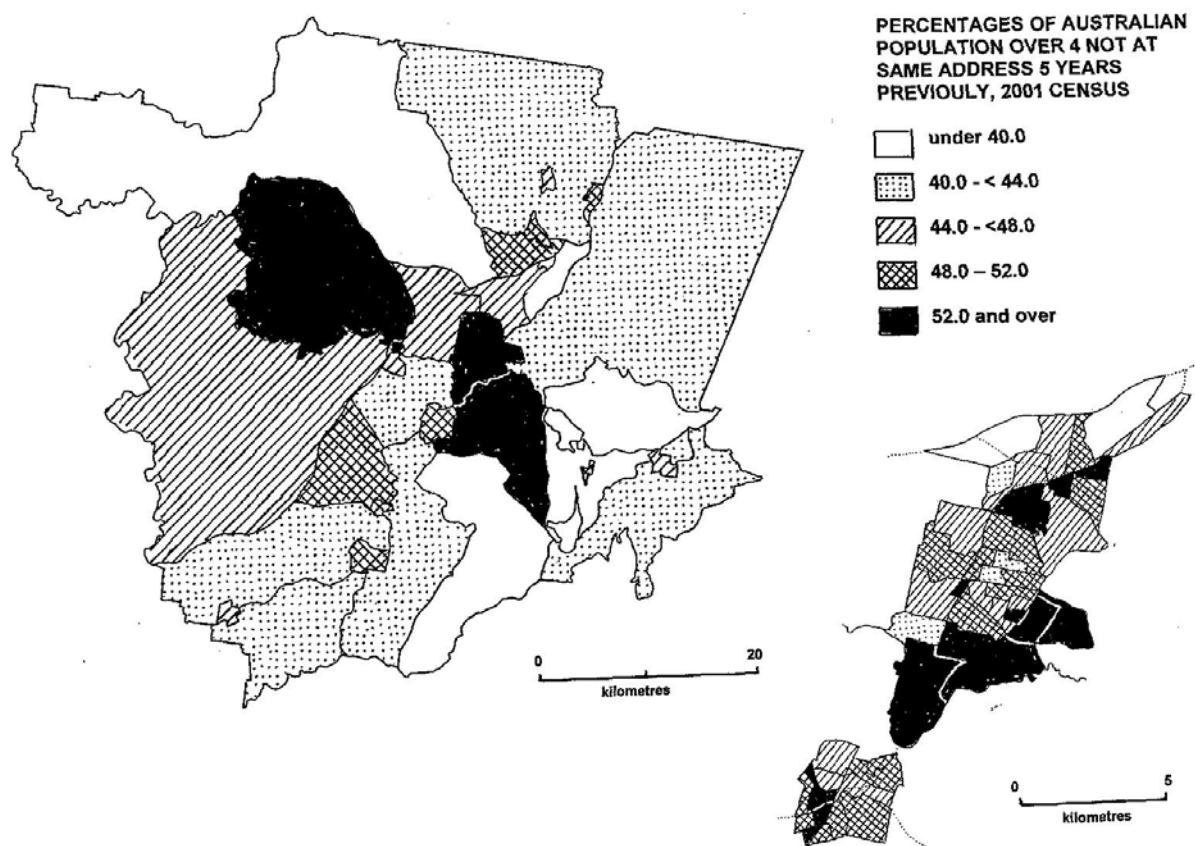 PERCENTAGES OF AUSTRALIAN
POPULATION OVER 4 NOT AT
SAME ADDRESS 5 YEARS
PREVIOULY, 2001 CENSUS
under 40.0
40.0 - < 44.0
44.0 - <48.0
48.0 – 52.0
52.0 and over
0 20
kilometres
0 5
kilometres